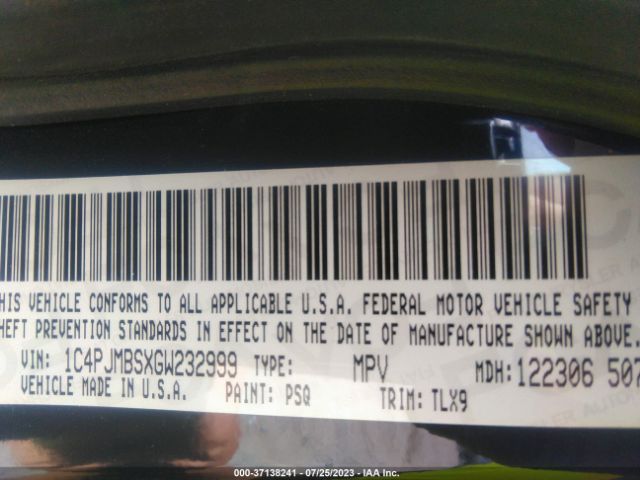 HIS VEHICLE CONFORMS TO ALL APPLICABLE U.S.A. FEDERAL MOTOR VEHICLE SAFETY
HEFT PREVENTION STANDARDS IN EFFECT ON THE DATE OF MANUFACTURE SHOWN ABOVE.
VIN: 1C4PJMBSXGW232999 TYPE: MPV MDH: 122306 507
VEHICLE MADE IN U.S.A. PAINT: PSQ TRIM: TLX9
000-37138241 - 07/25/2023 - IAA Inc.